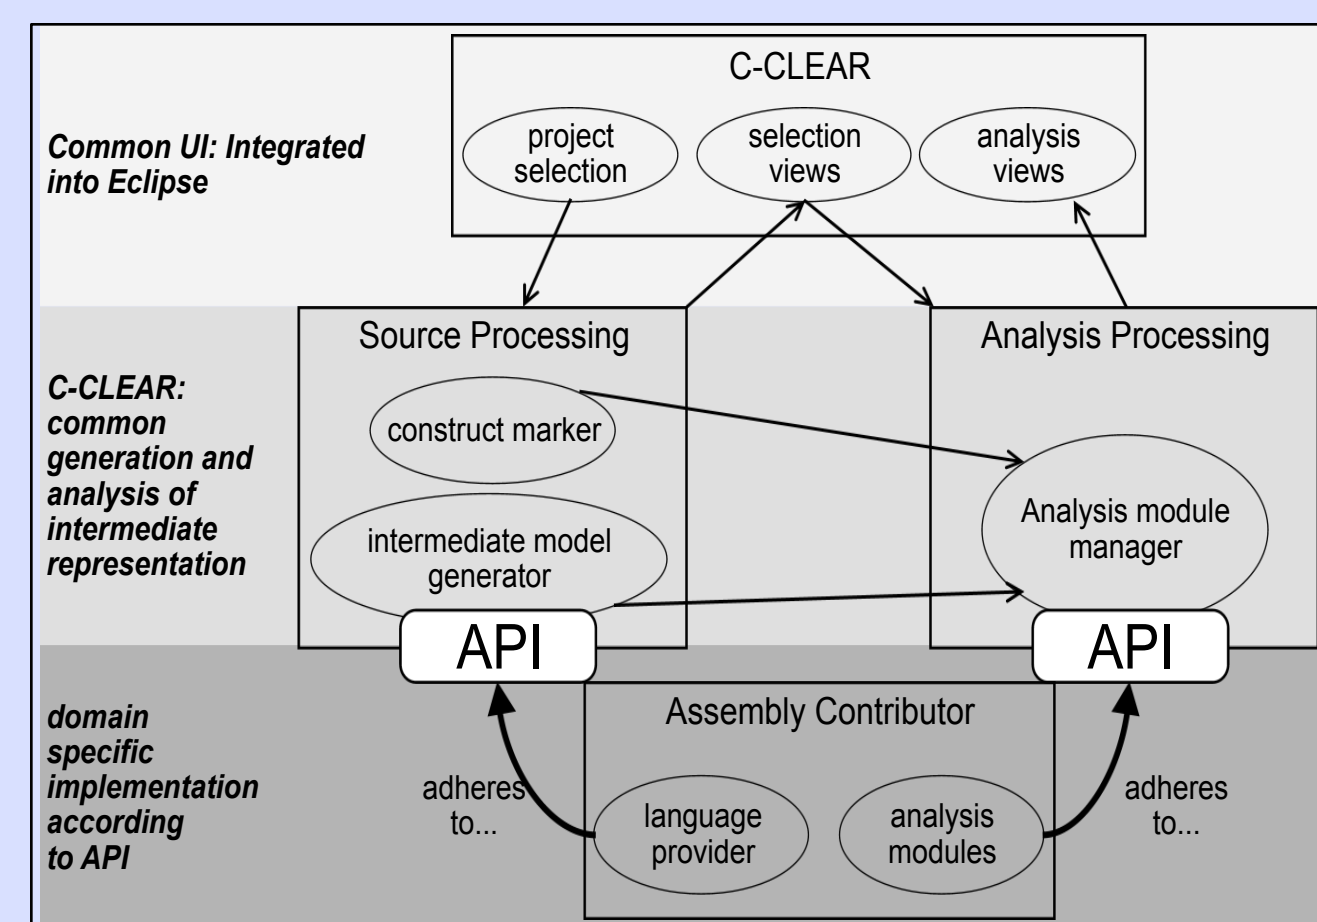 C-CLEAR
Common UI: Integrated
into Eclipse
project
selection
selection
views
analysis
views
Source Processing
Analysis Processing
C-CLEAR:
common
generation and
analysis of
intermediate
representation
construct marker
intermediate model
generator
Analysis module
manager
API
API
domain
specific
implementation
according
to API
Assembly Contributor
adheres
to...
language
provider
analysis
modules
adheres
to...